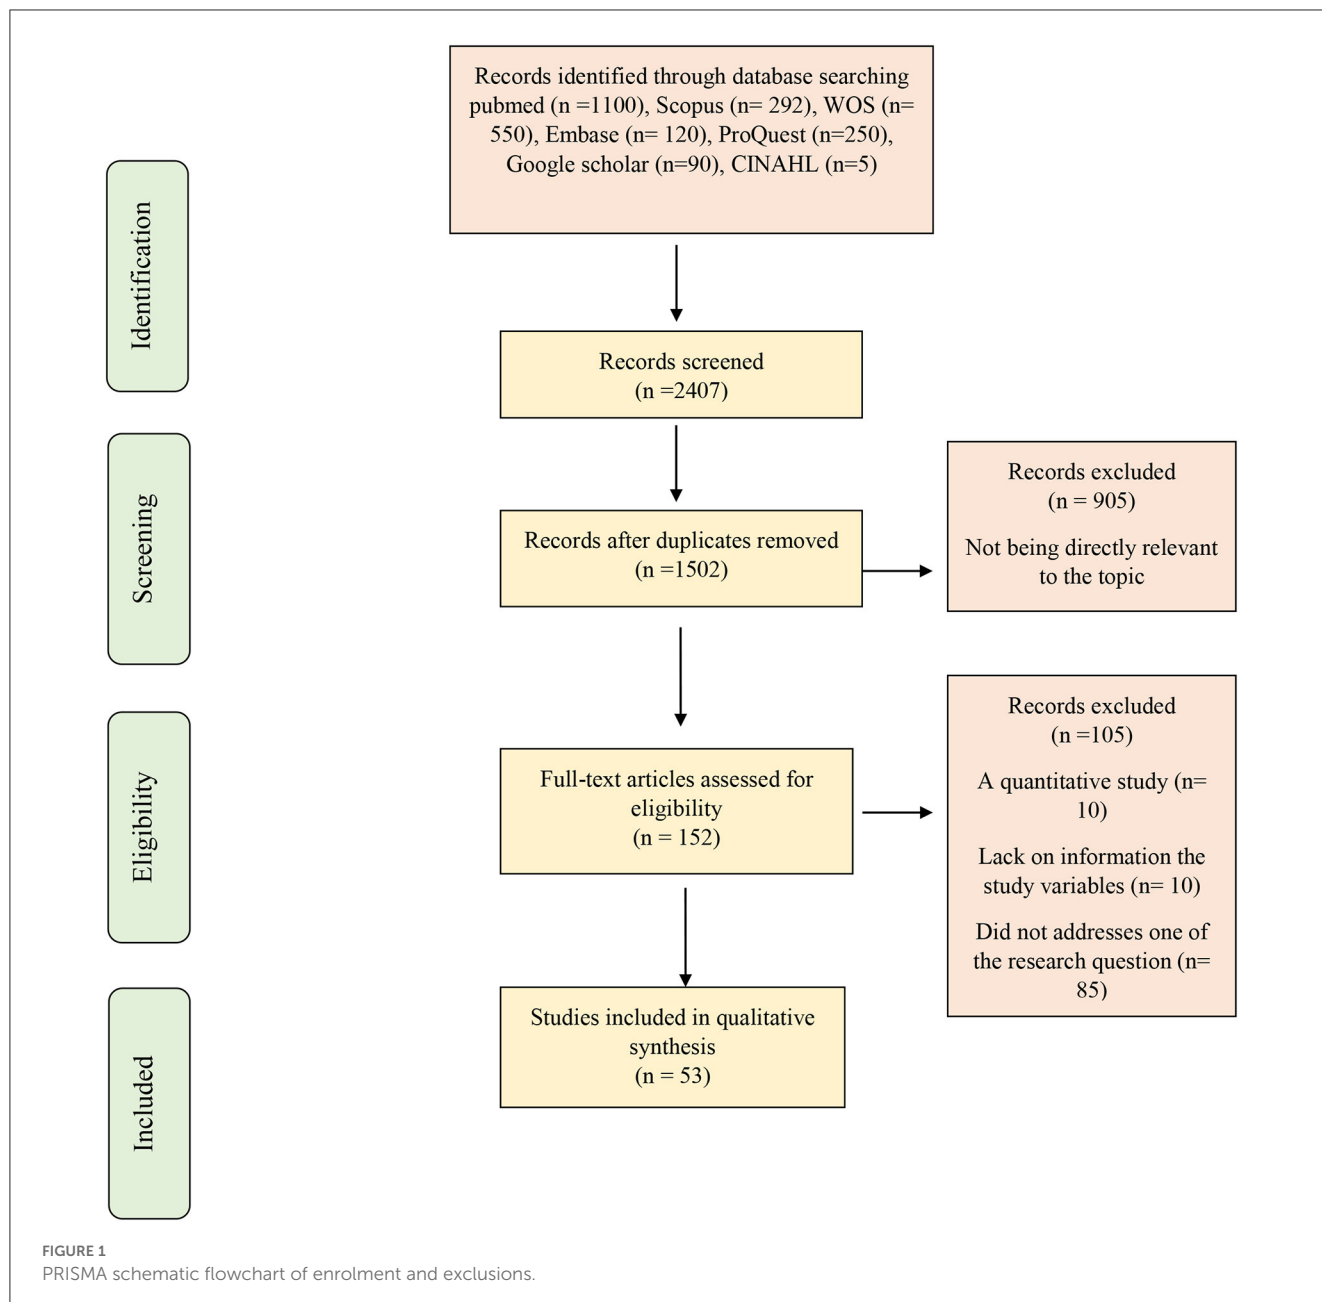 Records identified through database searching
pubmed (n =1100), Scopus (n= 292), WOS (n=
550), Embase (n= 120), ProQuest (n=250),
Google scholar (n=90), CINAHL (n=5)
Identification
Records screened
(n =2407)
Screening
Records after duplicates removed
(n =1502)
Records excluded
(n = 905)
Not being directly relevant
to the topic
Eligibility
Full-text articles assessed for
eligibility
(n = 152)
Records excluded
(n =105)
A quantitative study (n=
10)
Lack on information the
study variables (n= 10)
Did not addresses one of
the research question (n=
85)
Included
Studies included in qualitative
synthesis
(n = 53)
FIGURE 1
PRISMA schematic flowchart of enrolment and exclusions.